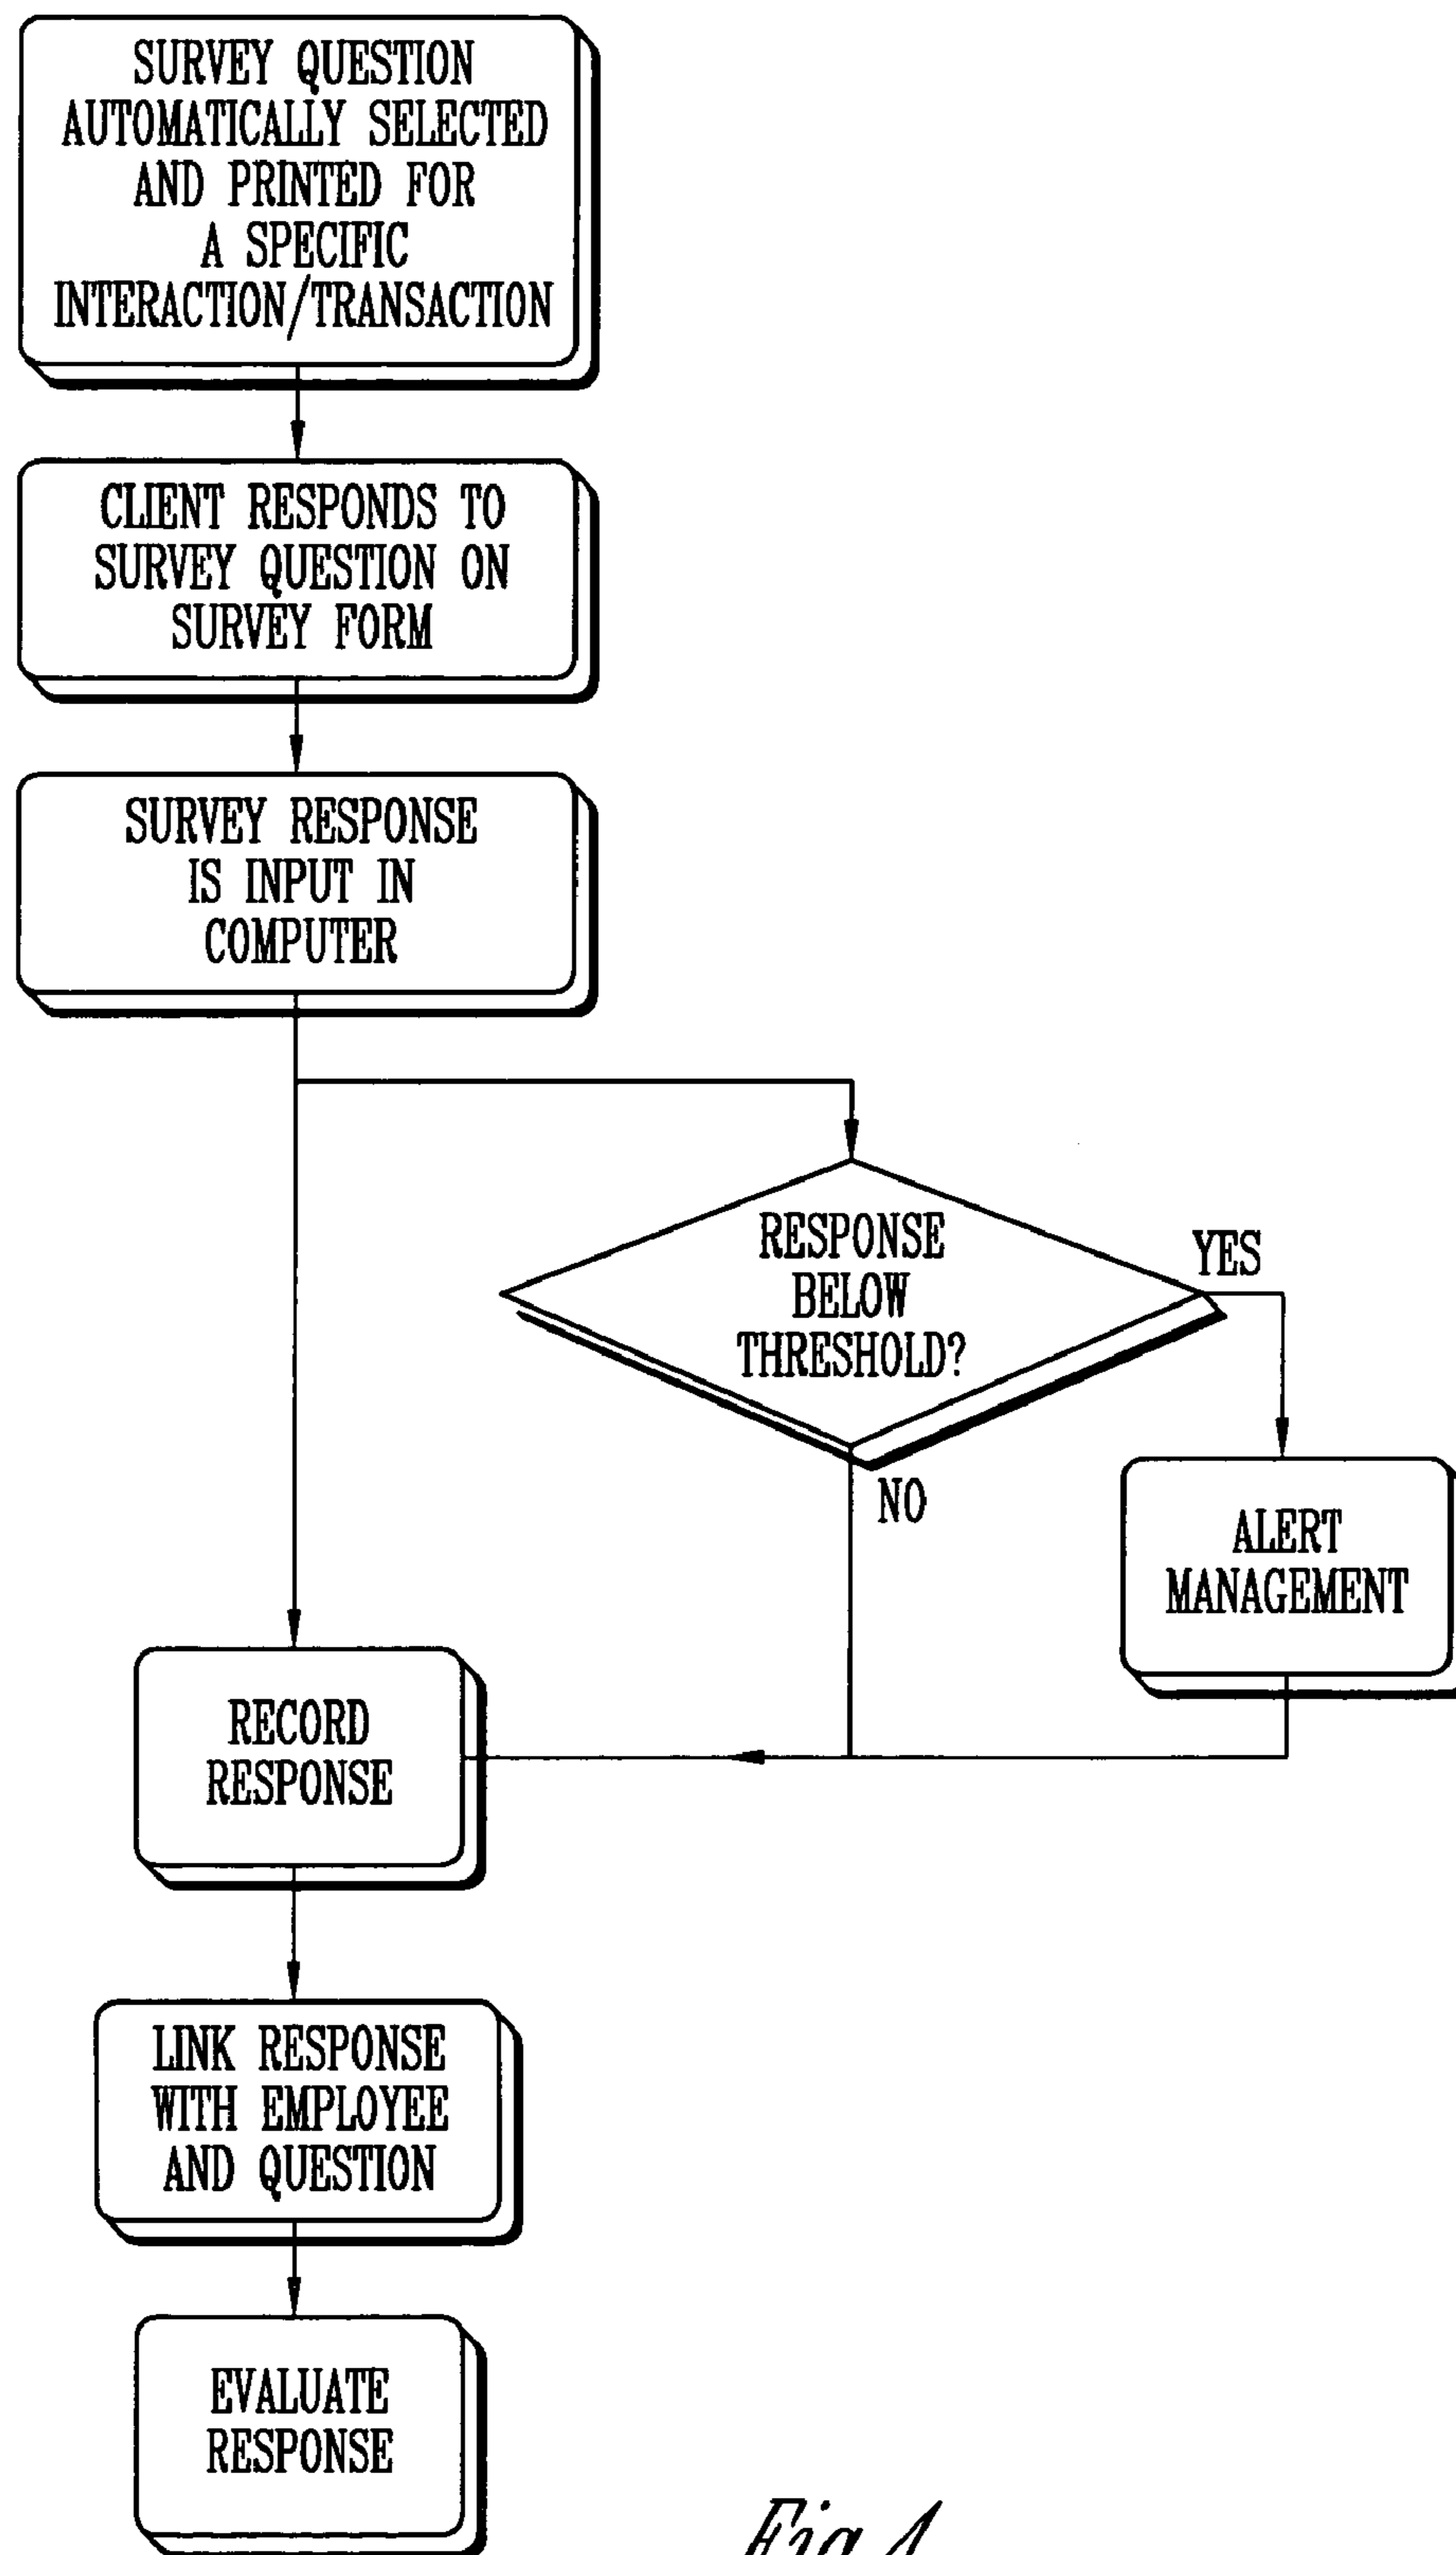 SURVEY QUESTION
AUTOMATICALLY SELECTED
AND PRINTED FOR
A SPECIFIC
INTERACTION/TRANSACTION
CLIENT RESPONDS TO
SURVEY QUESTION ON
SURVEY FORM
SURVEY RESPONSE
IS INPUT IN
COMPUTER
RESPONSE
BELOW
THRESHOLD?
YES
NO
ALERT
MANAGEMENT
RECORD
RESPONSE
LINK RESPONSE
WITH EMPLOYEE
AND QUESTION
EVALUATE
RESPONSE
Fig. 1